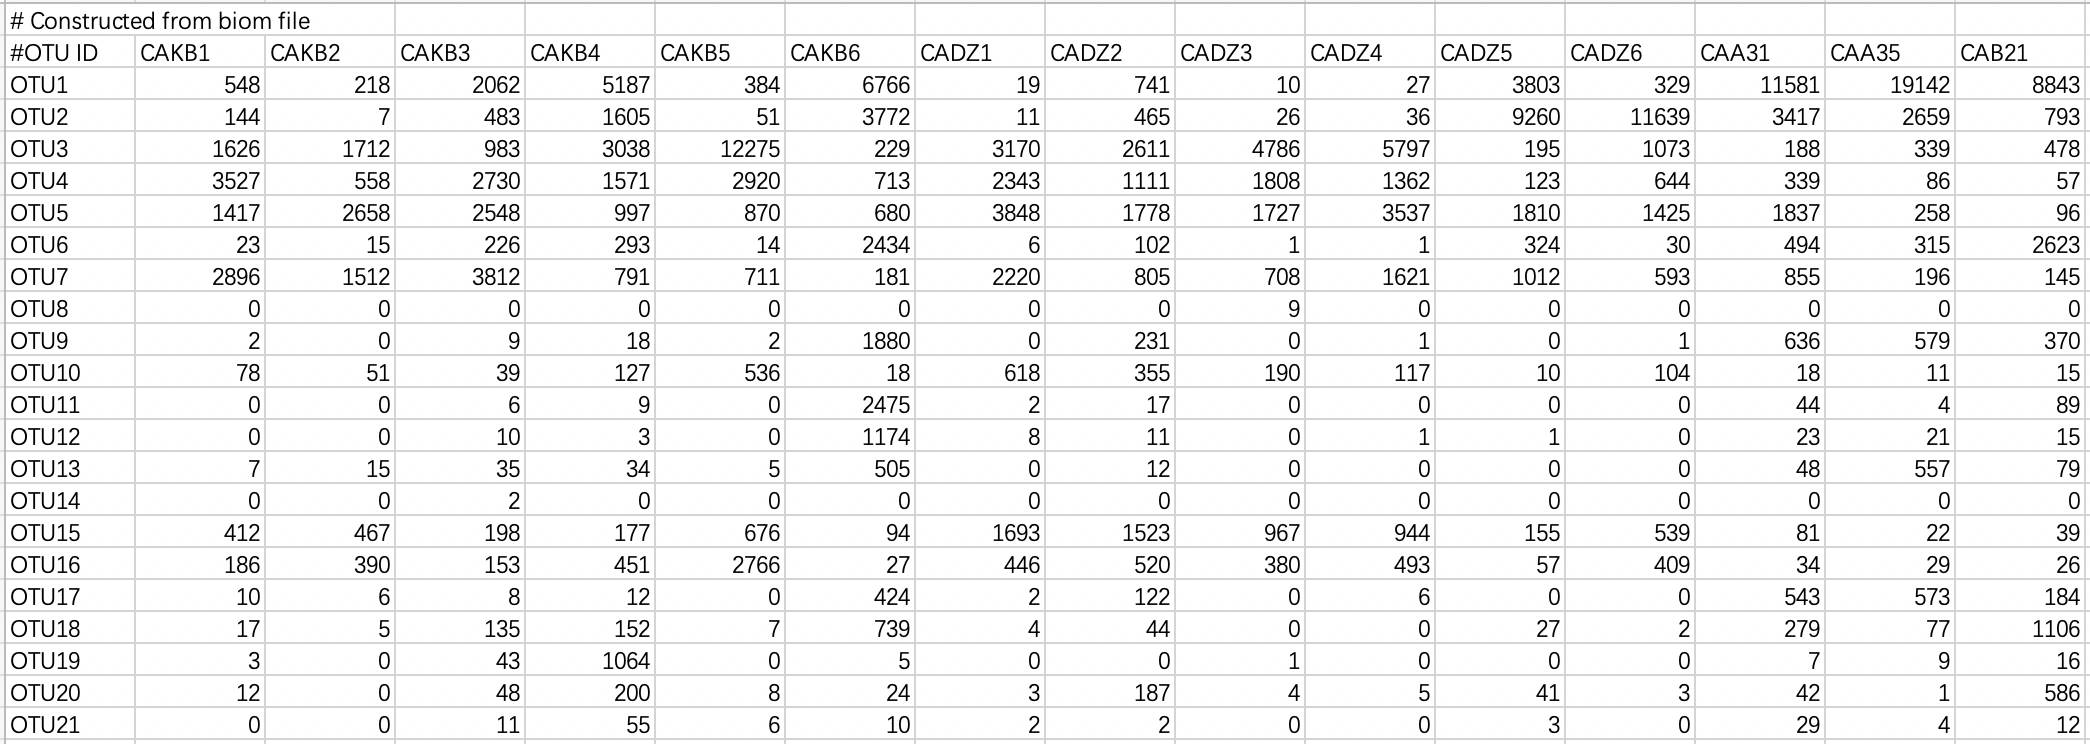 # Constructed from biom file
#OTU ID CAKB1 CAKB2 CAKB3 CAKB4 CAKB5 CAKB6 CADZ1 CADZ2 CADZ3 CADZ4 CADZ5 CADZ6 CAA31 CAA35 CAB21
OTU1 548 218 2062 5187 384 6766 19 741 10 27 3803 329 11581 19142 8843
OTU2 144 7 483 1605 51 3772 11 465 26 36 9260 11639 3417 2659 793
OTU3 1626 1712 983 3038 12275 229 3170 2611 4786 5797 195 1073 188 339 478
OTU4 3527 558 2730 1571 2920 713 2343 1111 1808 1362 123 644 339 86 57
OTU5 1417 2658 2548 997 870 680 3848 1778 1727 3537 1810 1425 1837 258 96
OTU6 23 15 226 293 14 2434 6 102 1 1 324 30 494 315 2623
OTU7 2896 1512 3812 791 711 181 2220 805 708 1621 1012 593 855 196 145
OTU8 0 0 0 0 0 0 0 0 9 0 0 0 0 0 0
OTU9 2 0 9 18 2 1880 0 231 0 1 0 1 636 579 370
OTU10 78 51 39 127 536 18 618 355 190 117 10 104 18 11 15
OTU11 0 0 6 9 0 2475 2 17 0 0 0 0 44 4 89
OTU12 0 0 10 3 0 1174 8 11 0 1 1 0 23 21 15
OTU13 7 15 35 34 5 505 0 12 0 0 0 0 48 557 79
OTU14 0 0 2 0 0 0 0 0 0 0 0 0 0 0 0
OTU15 412 467 198 177 676 94 1693 1523 967 944 155 539 81 22 39
OTU16 186 390 153 451 2766 27 446 520 380 493 57 409 34 29 26
OTU17 10 6 8 12 0 424 2 122 0 6 0 0 543 573 184
OTU18 17 5 135 152 7 739 4 44 0 0 27 2 279 77 1106
OTU19 3 0 43 1064 0 5 0 0 1 0 0 0 7 9 16
OTU20 12 0 48 200 8 24 3 187 4 5 41 3 42 1 586
OTU21 0 0 11 55 6 10 2 2 0 0 3 0 29 4 12